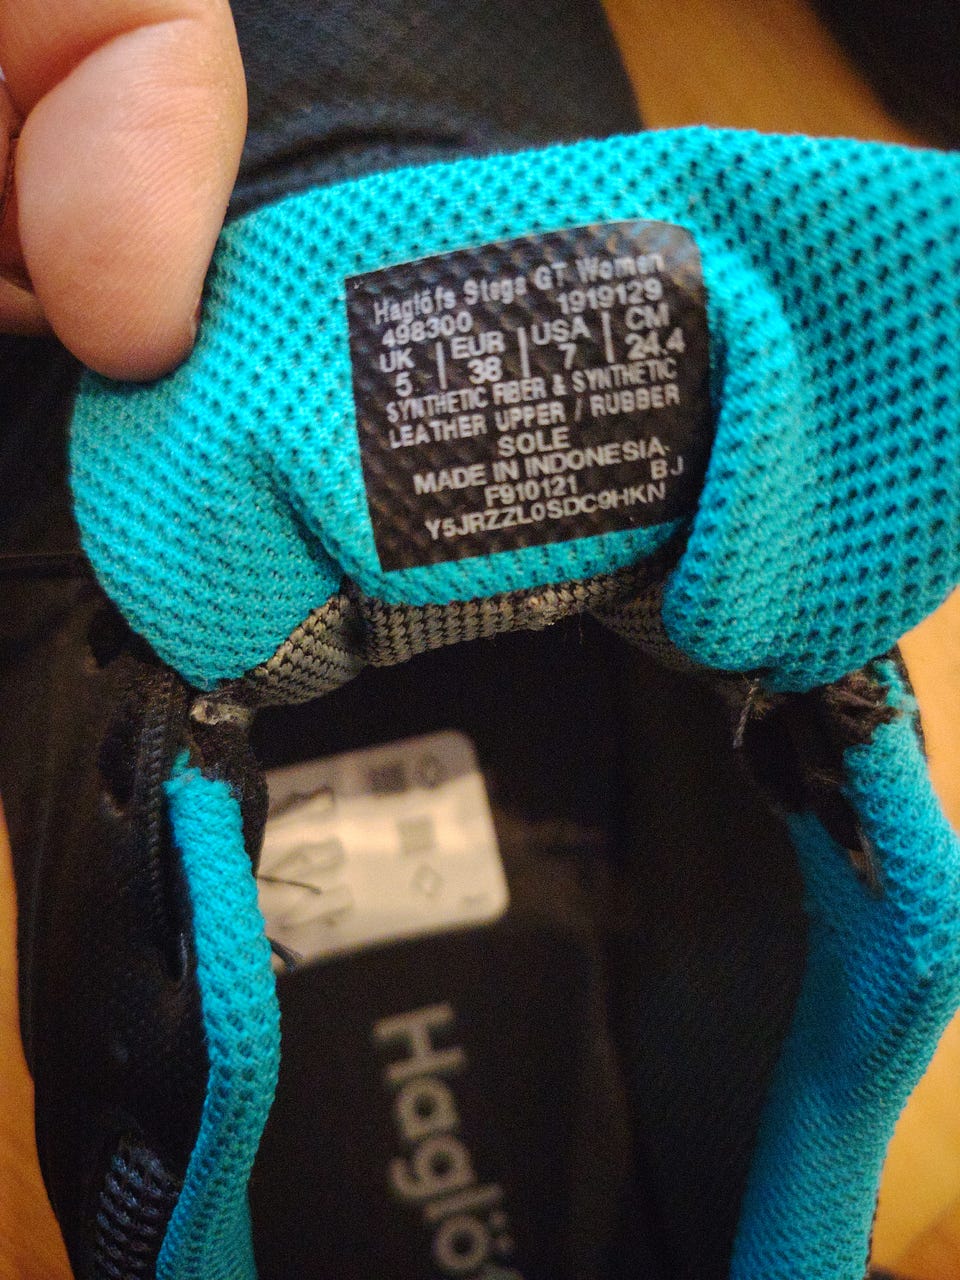 Haglöfs Stega GT Women
498300 1919129
UK | EUR | USA | CM
5 | 38 | 7 | 24.4
SYNTHETIC FIBER & SYNTHETIC
LEATHER UPPER / RUBBER
SOLE
MADE IN INDONESIA.
F910121 BJ
Y5JRZZL0SDC9HKN
Haglö